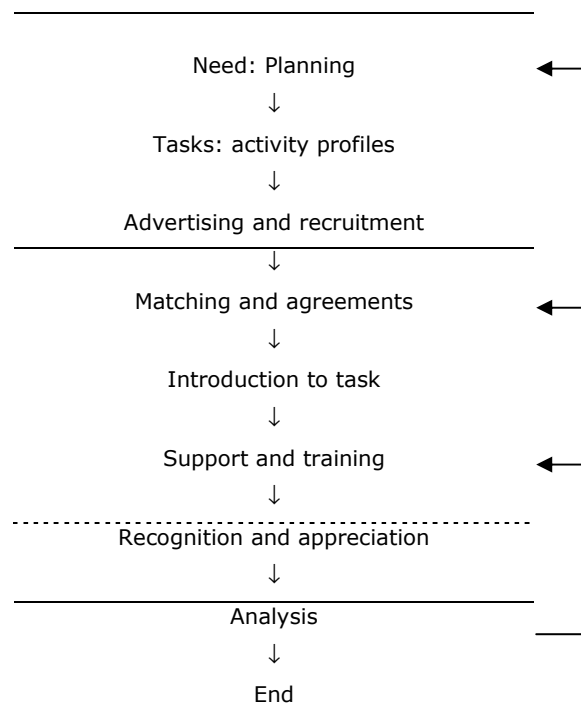 Need: Planning
↓
Tasks: activity profiles
↓
Advertising and recruitment
↓
Matching and agreements
↓
Introduction to task
↓
Support and training
↓
Recognition and appreciation
↓
Analysis
↓
End